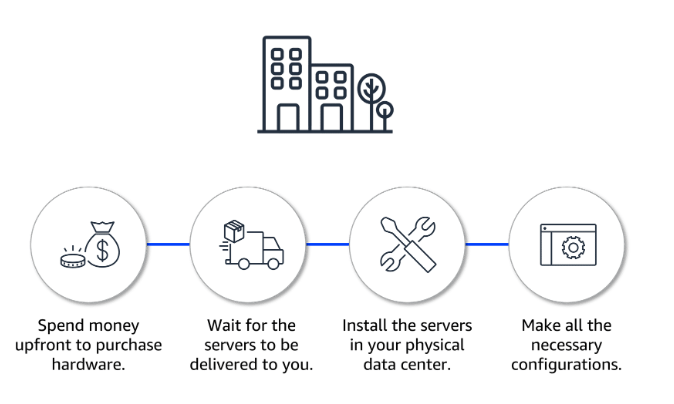 Spend money
upfront to purchase
hardware.
Wait for the
servers to be
delivered to you.
Install the servers
in your physical
data center.
Make all the
necessary
configurations.